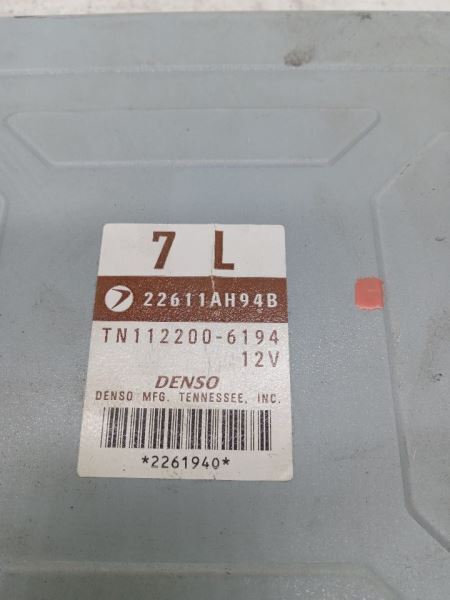 7 L
22611AH94B
TN112200-6194
12V
DENSO
DENSO MFG. TENNESSEE, INC.
*2261940*